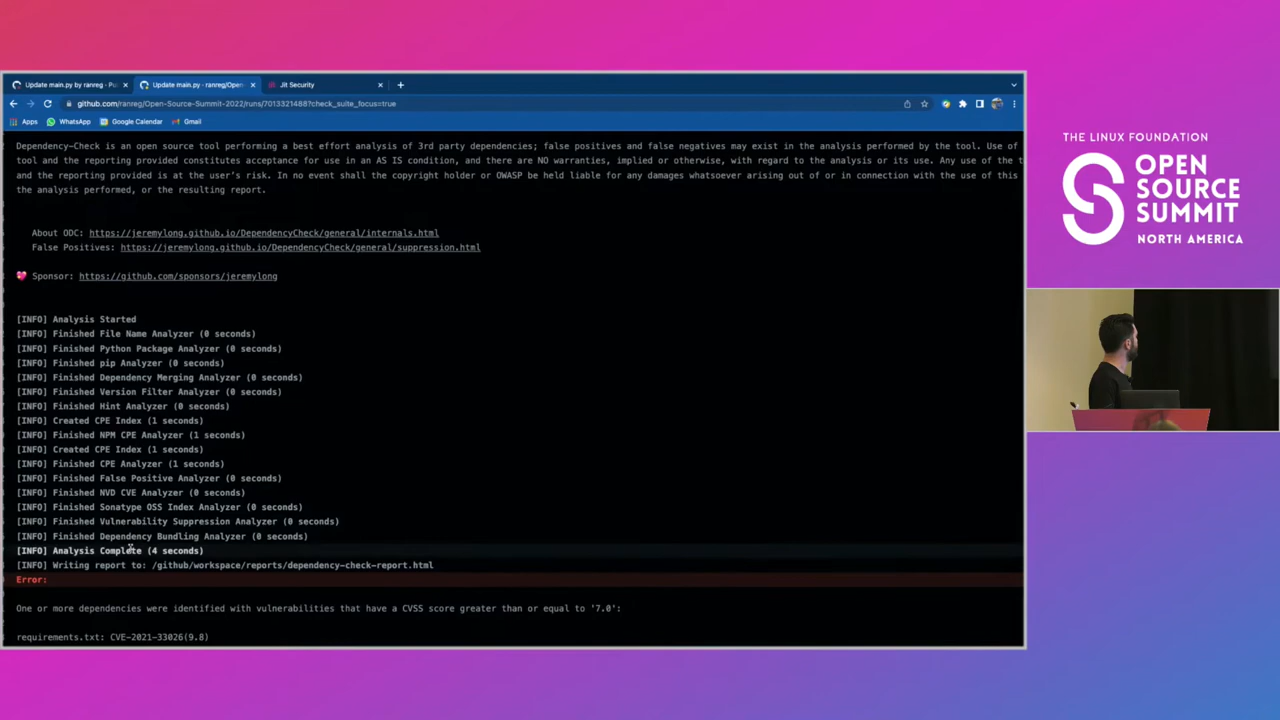 Update main.py by ranreg · Pu
Update main.py · ranreg/Open
Jit Security
github.com/ranreg/Open-Source-Summit-2022/runs/7013321488?check_suite_focus=true
Apps
WhatsApp
Google Calendar
Gmail
Dependency-Check is an open source tool performing a best effort analysis of 3rd party dependencies; false positives and false negatives may exist in the analysis performed by the tool. Use of
tool and the reporting provided constitutes acceptance for use in an AS IS condition, and there are NO warranties, implied or otherwise, with regard to the analysis or its use. Any use of the t
and the reporting provided is at the user's risk. In no event shall the copyright holder or OWASP be held liable for any damages whatsoever arising out of or in connection with the use of this
the analysis performed, or the resulting report.
About ODC: https://jeremylong.github.io/DependencyCheck/general/internals.html
False Positives: https://jeremylong.github.io/DependencyCheck/general/suppression.html
💖 Sponsor: https://github.com/sponsors/jeremylong
[INFO] Analysis Started
[INFO] Finished File Name Analyzer (0 seconds)
[INFO] Finished Python Package Analyzer (0 seconds)
[INFO] Finished pip Analyzer (0 seconds)
[INFO] Finished Dependency Merging Analyzer (0 seconds)
[INFO] Finished Version Filter Analyzer (0 seconds)
[INFO] Finished Hint Analyzer (0 seconds)
[INFO] Created CPE Index (1 seconds)
[INFO] Finished NPM CPE Analyzer (1 seconds)
[INFO] Created CPE Index (1 seconds)
[INFO] Finished CPE Analyzer (1 seconds)
[INFO] Finished False Positive Analyzer (0 seconds)
[INFO] Finished NVD CVE Analyzer (0 seconds)
[INFO] Finished Sonatype OSS Index Analyzer (0 seconds)
[INFO] Finished Vulnerability Suppression Analyzer (0 seconds)
[INFO] Finished Dependency Bundling Analyzer (0 seconds)
[INFO] Analysis Complete (4 seconds)
[INFO] Writing report to: /github/workspace/reports/dependency-check-report.html
Error:
One or more dependencies were identified with vulnerabilities that have a CVSS score greater than or equal to '7.0':
requirements.txt: CVE-2021-33026(9.8)
THE LINUX FOUNDATION
OPEN
SOURCE
SUMMIT
NORTH AMERICA